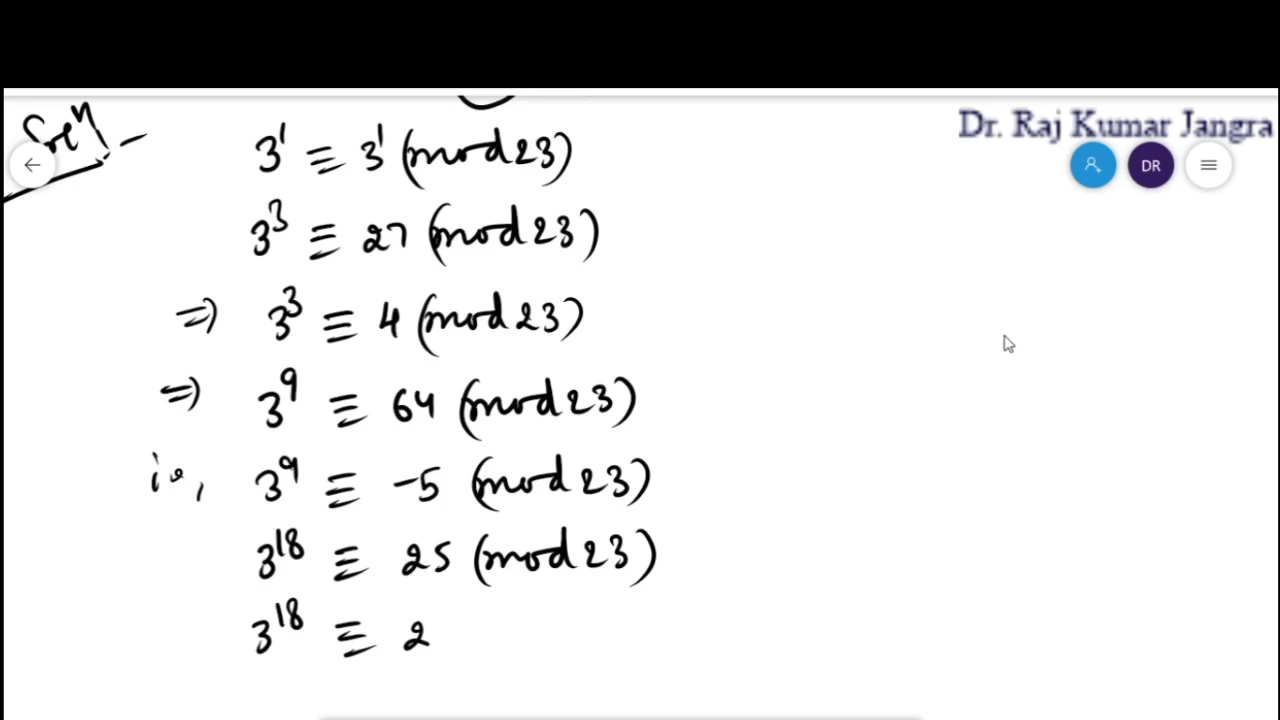 Dr. Raj Kumar Jangra
Solⁿ -
3¹ ≡ 3¹ (mod 23)
DR
3³ ≡ 27 (mod 23)
⇒ 3³ ≡ 4 (mod 23)
⇒ 3⁹ ≡ 64 (mod 23)
i.e., 3⁹ ≡ -5 (mod 23)
3¹⁸ ≡ 25 (mod 23)
3¹⁸ ≡ 2